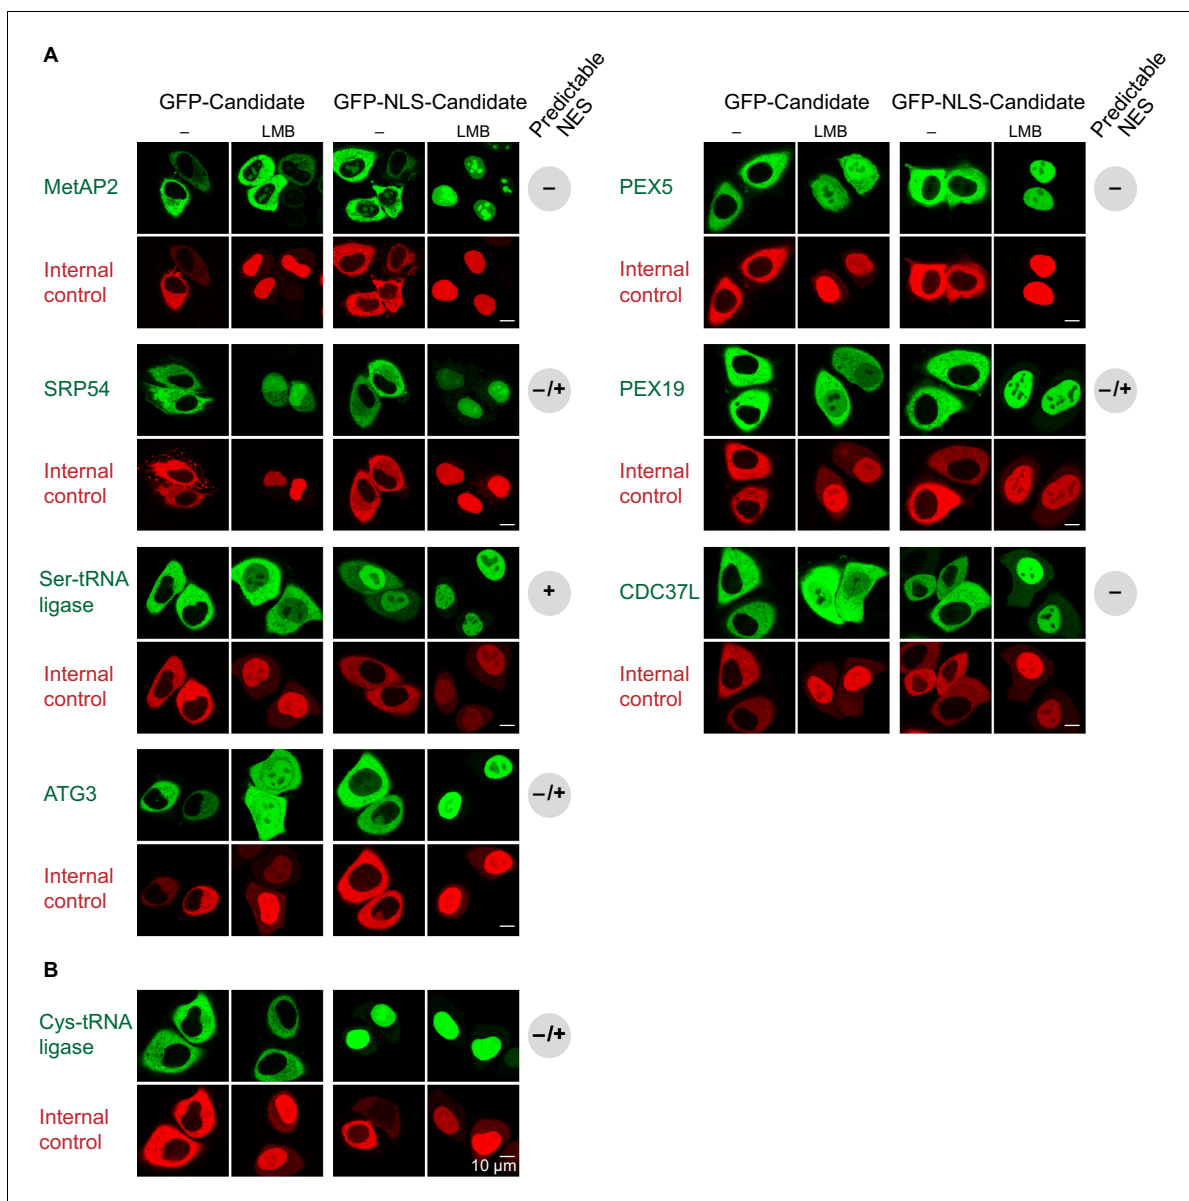 A
GFP-Candidate
GFP-NLS-Candidate
Predictable
NES
–
LMB
–
LMB
MetAP2
–
Internal
control
SRP54
–/+
Internal
control
Ser-tRNA
ligase
+
Internal
control
ATG3
–/+
Internal
control
GFP-Candidate
GFP-NLS-Candidate
Predictable
NES
–
LMB
–
LMB
PEX5
–
Internal
control
PEX19
–/+
Internal
control
CDC37L
–
Internal
control
B
Cys-tRNA
ligase
–/+
Internal
control
10 µm